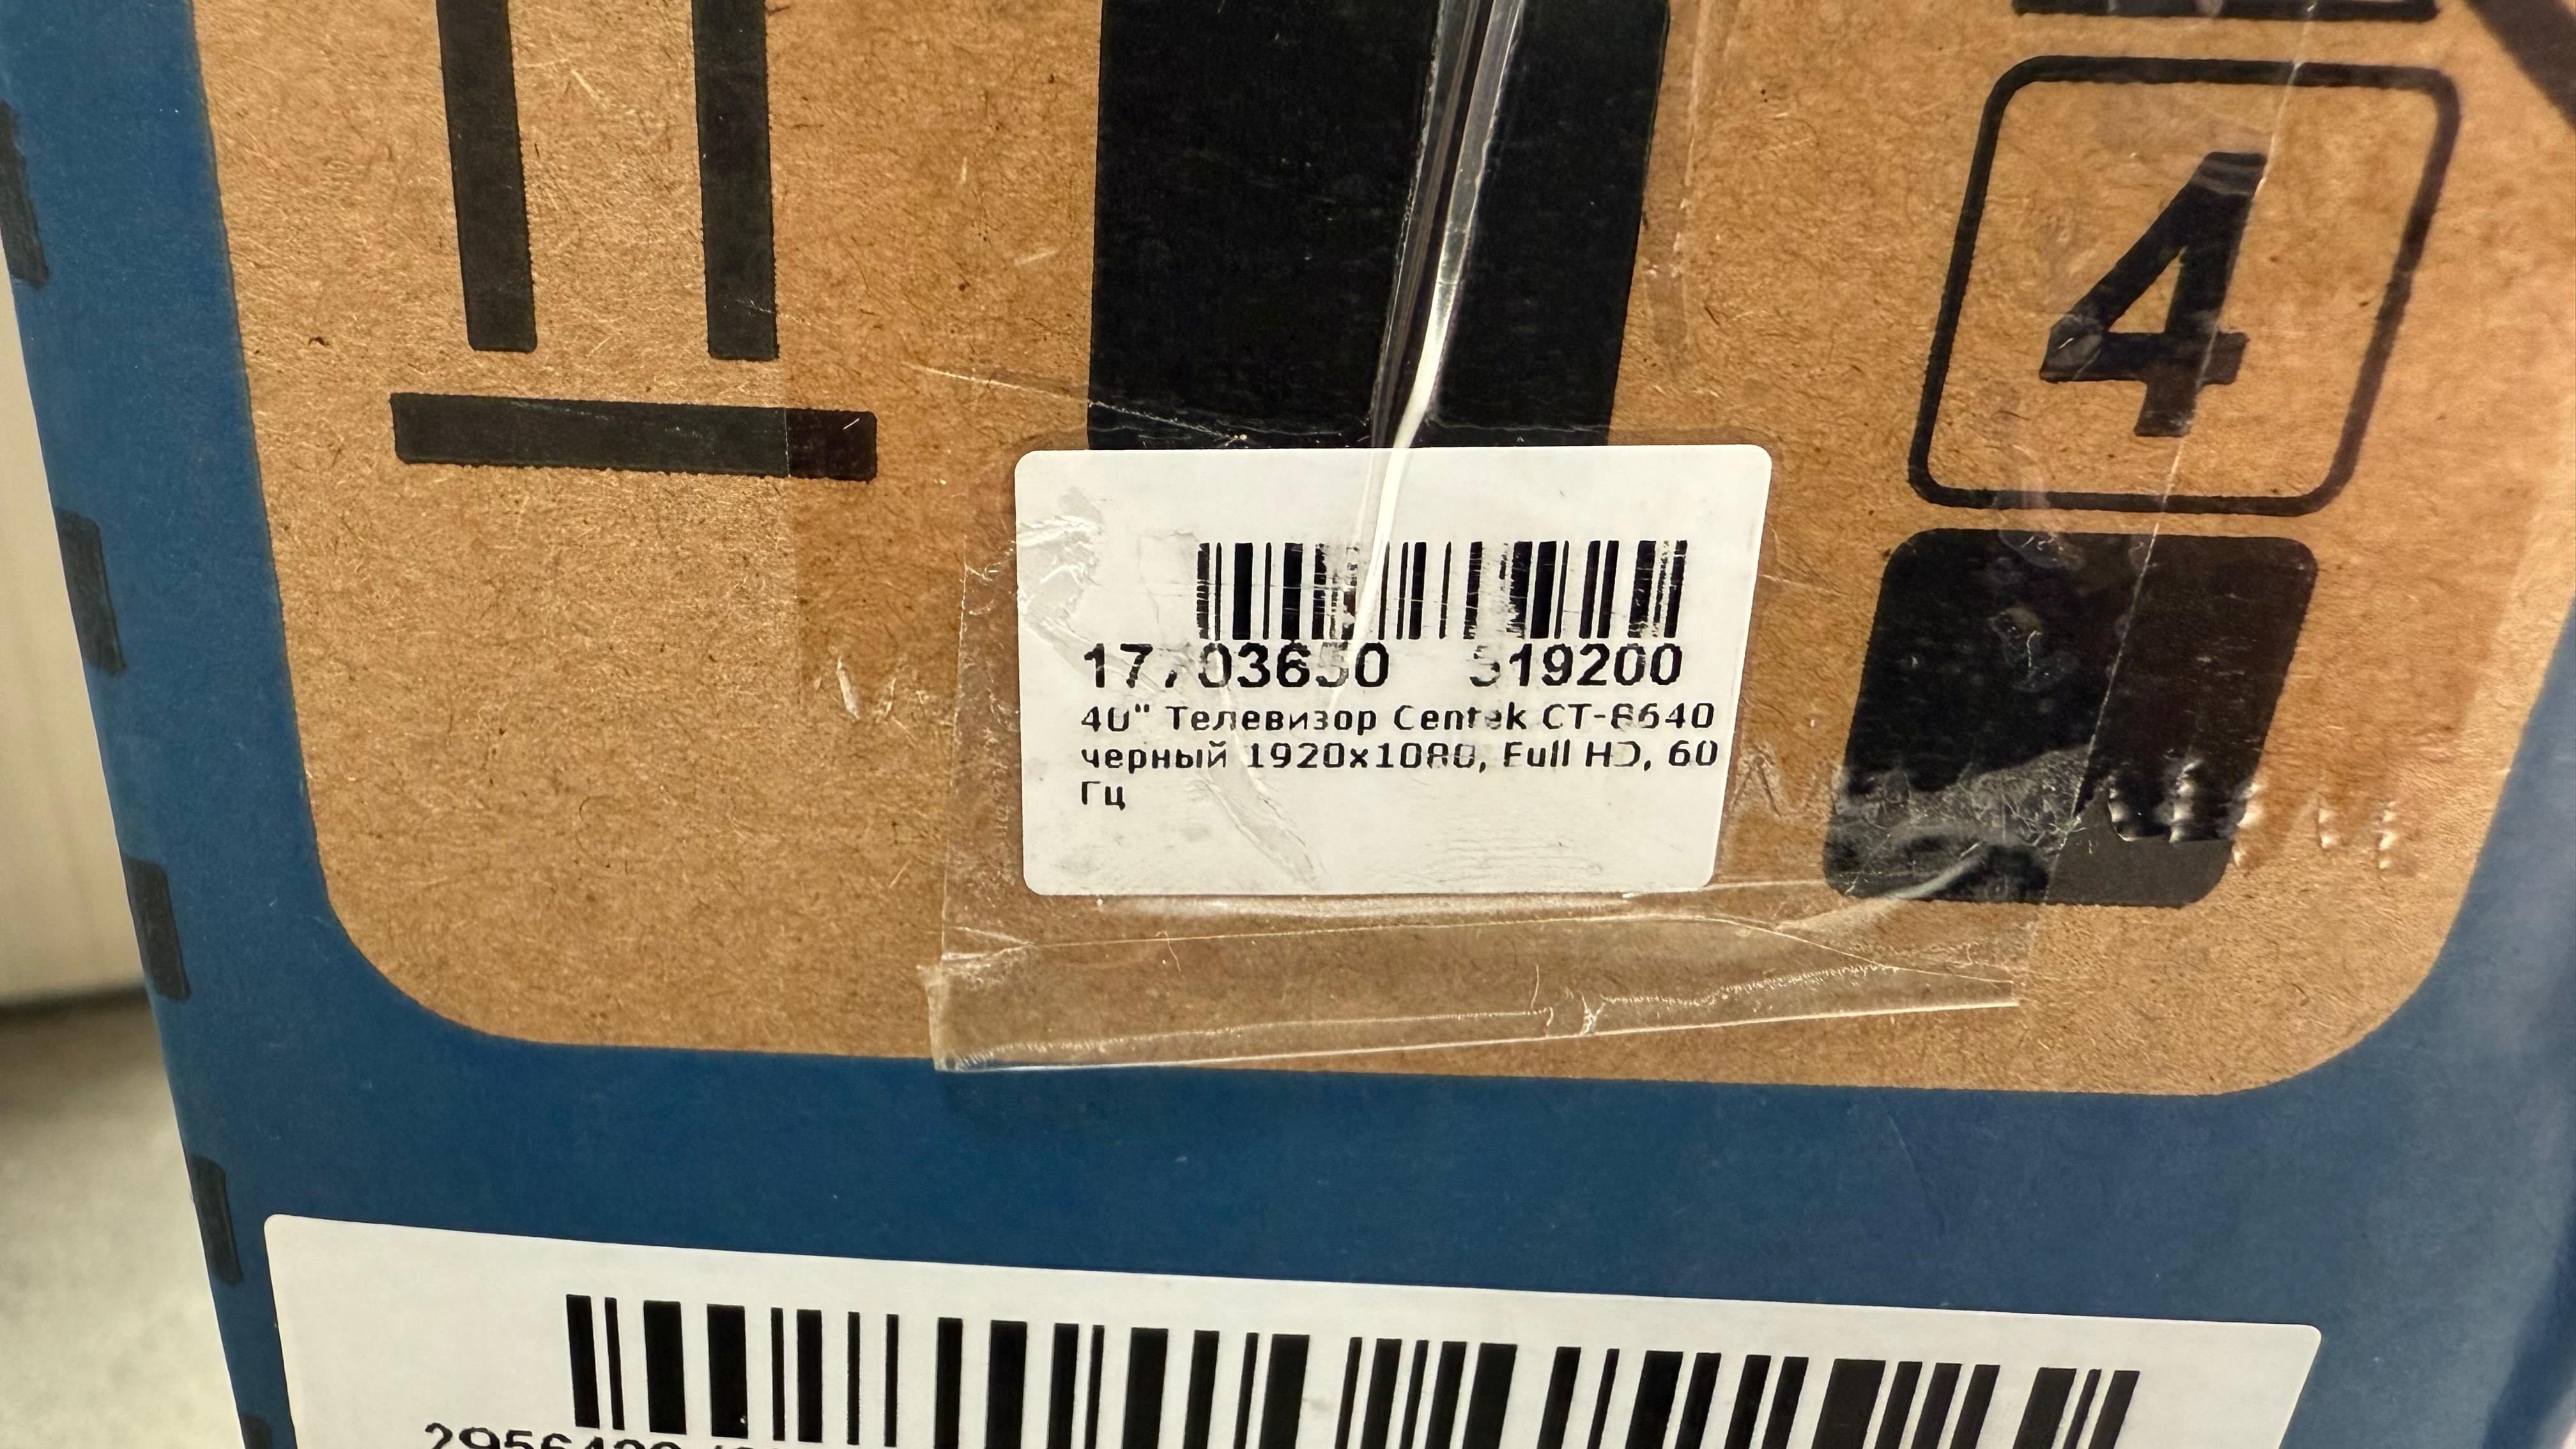 4
17703650 519200
40" Телевизор Centek CT-8640
черный 1920x1080, Full HD, 60
Гц